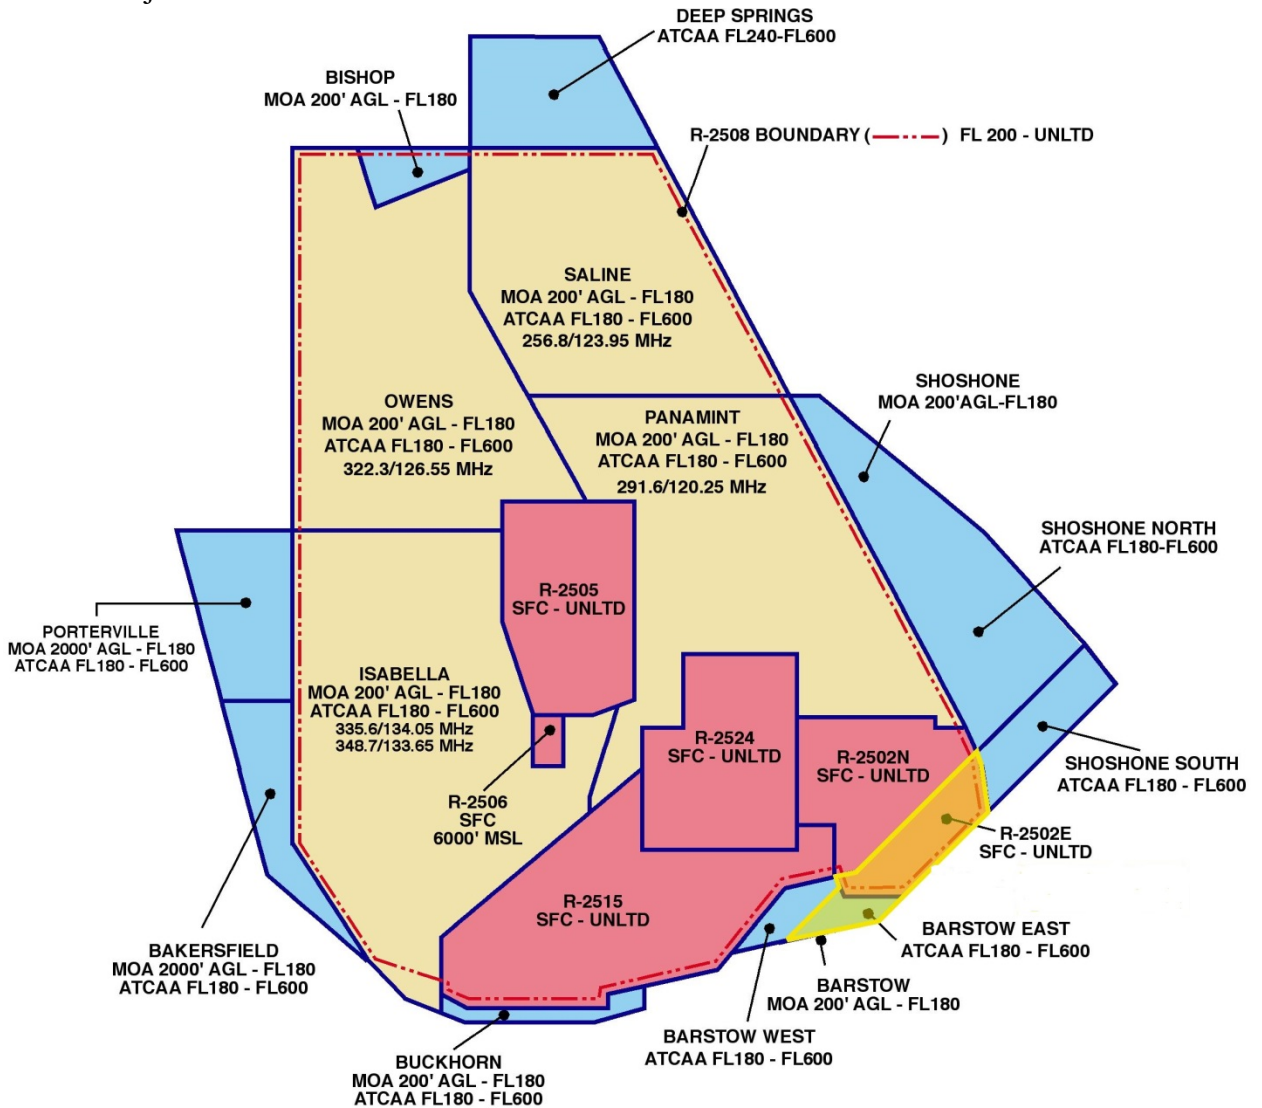 DEEP SPRINGS
ATCAA FL240-FL600
BISHOP
MOA 200' AGL - FL180
R-2508 BOUNDARY ( ) FL 200 - UNLTD
SALINE
MOA 200' AGL - FL180
ATCAA FL180 - FL600
256.8/123.95 MHz
SHOSHONE
MOA 200'AGL-FL180
OWENS
MOA 200' AGL - FL180
ATCAA FL180 - FL600
322.3/126.55 MHz
PANAMINT
MOA 200' AGL - FL180
ATCAA FL180 - FL600
291.6/120.25 MHz
SHOSHONE NORTH
ATCAA FL180-FL600
R-2505
SFC - UNLTD
PORTERVILLE
MOA 2000' AGL - FL180
ATCAA FL180 - FL600
ISABELLA
MOA 200' AGL - FL180
ATCAA FL180 - FL600
335.6/134.05 MHz
348.7/133.65 MHz
R-2524
SFC - UNLTD
R-2502N
SFC - UNLTD
SHOSHONE SOUTH
ATCAA FL180 - FL600
R-2506
SFC
6000' MSL
R-2502E
SFC - UNLTD
R-2515
SFC - UNLTD
BARSTOW EAST
ATCAA FL180 - FL600
BAKERSFIELD
MOA 2000' AGL - FL180
ATCAA FL180 - FL600
BARSTOW
MOA 200' AGL - FL180
BARSTOW WEST
ATCAA FL180 - FL600
BUCKHORN
MOA 200' AGL - FL180
ATCAA FL180 - FL600